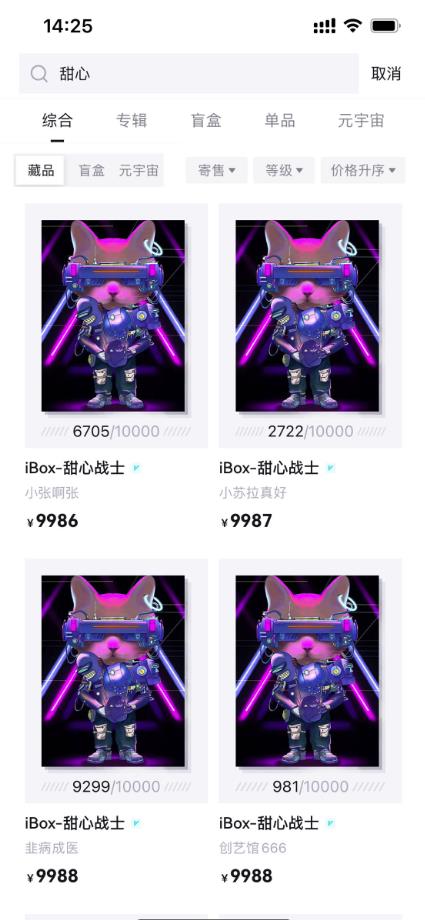 14:25
甜心
取消
综合 专辑 盲盒 单品 元宇宙
藏品 盲盒 元宇宙 寄售 等级 价格升序
6705/10000 2722/10000
iBox-甜心战士 iBox-甜心战士
小张啊张 小苏拉真好
¥9986 ¥9987
9299/10000 981/10000
iBox-甜心战士 iBox-甜心战士
韭病成医 创艺馆666
¥9988 ¥9988